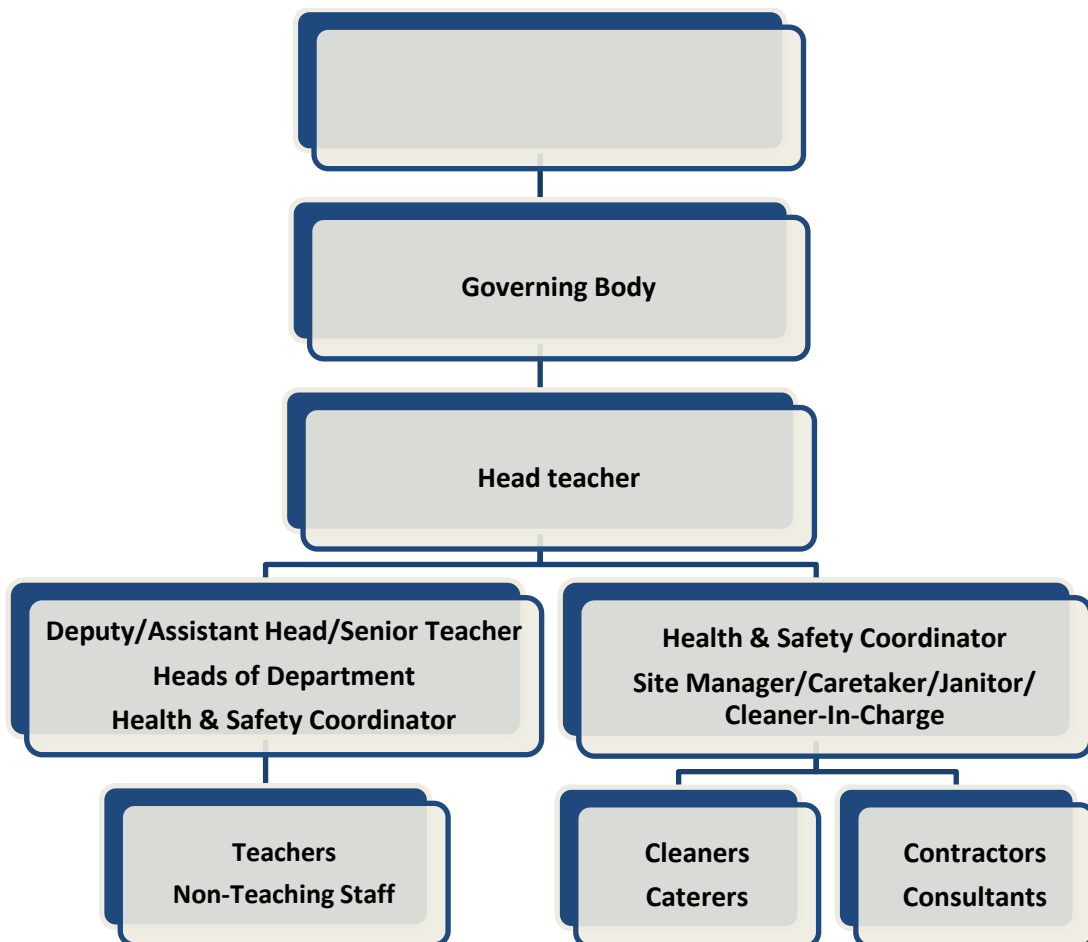 Governing Body
Head teacher
Deputy/Assistant Head/Senior Teacher
Heads of Department
Health & Safety Coordinator
Health & Safety Coordinator
Site Manager/Caretaker/Janitor/
Cleaner-In-Charge
Teachers
Non-Teaching Staff
Cleaners
Caterers
Contractors
Consultants